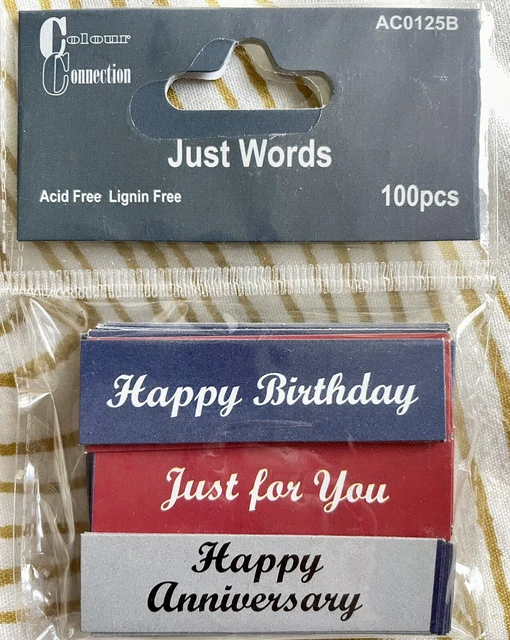 AC0125B
Colour
Connection
Just Words
Acid Free Lignin Free
100pcs
Happy Birthday
Just for You
Happy
Anniversary